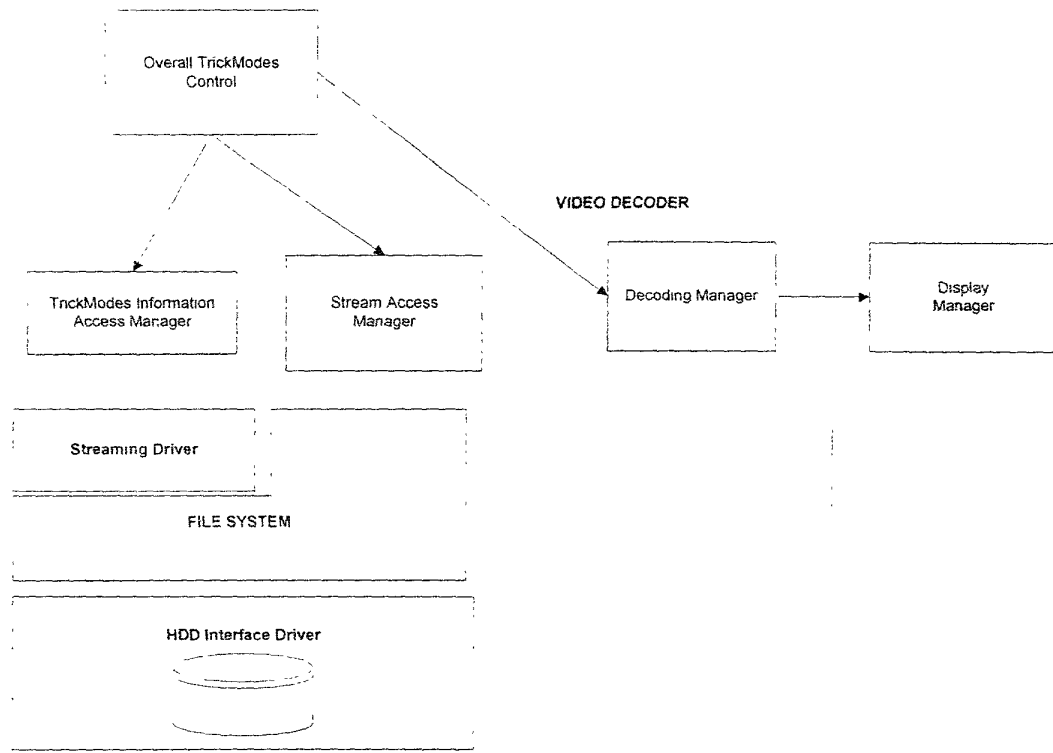 Overall TrickModes
Control
VIDEO DECODER
TrickModes Information
Access Manager
Stream Access
Manager
Decoding Manager
Display
Manager
Streaming Driver
FILE SYSTEM
HDD Interface Driver